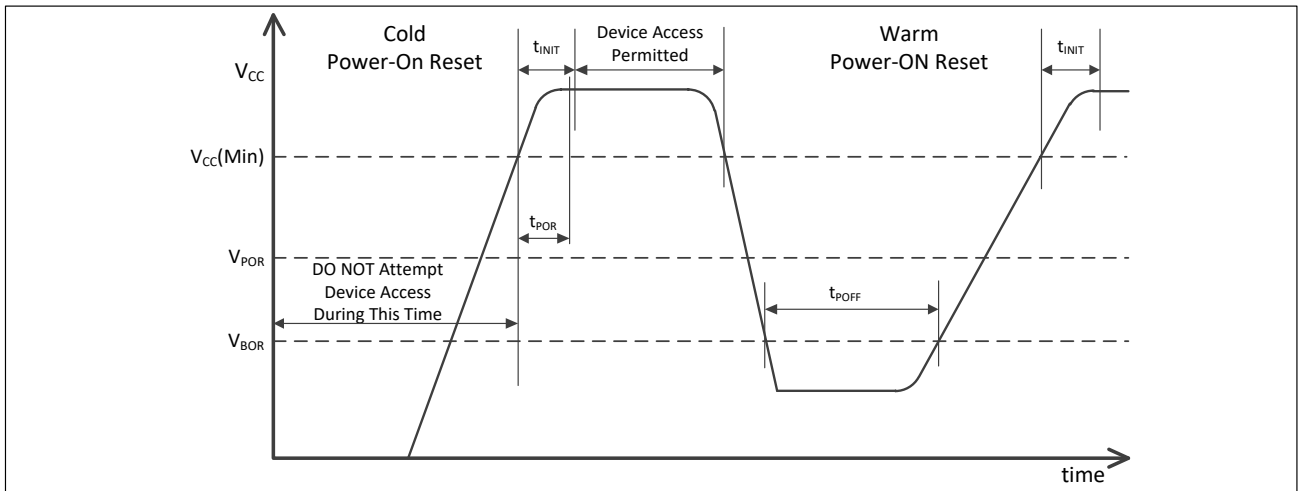 Cold
Power-On Reset
tINIT
Device Access
Permitted
Warm
Power-ON Reset
tINIT
VCC
VCC(Min)
tPOR
VPOR
DO NOT Attempt
Device Access
During This Time
tPOFF
VBOR
time